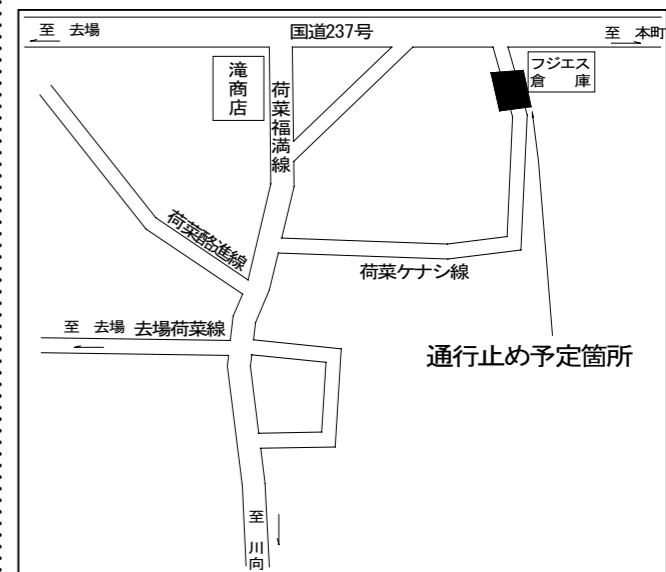 至 去場
国道237号
至 本町
滝商店
荷菜福満線
フジエス
倉 庫
荷菜酪進線
荷菜ケナシ線
至 去場 去場荷菜線
通行止め予定箇所
至 川向